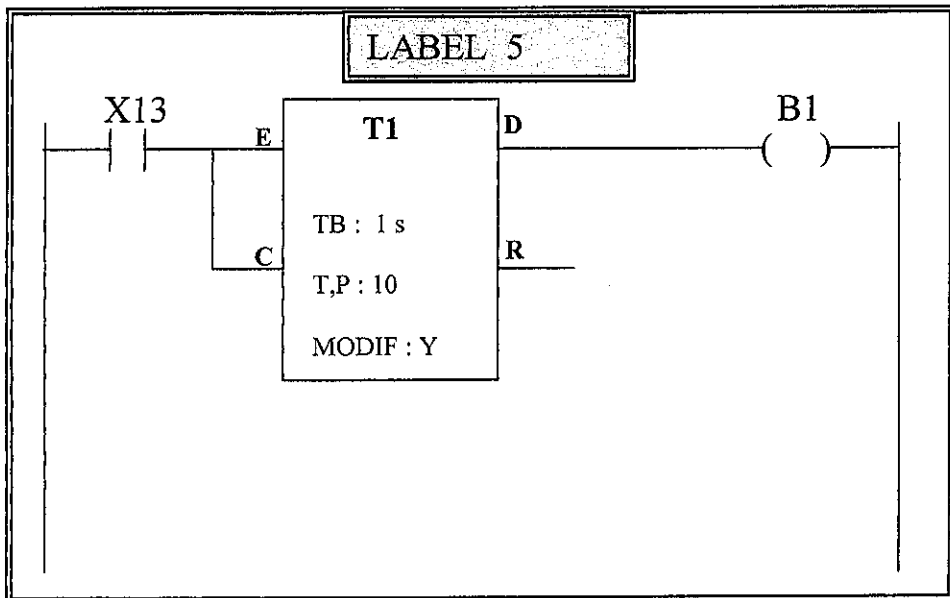 LABEL 5
X13
B1
E
T1
D
TB : 1 s
C
R
T,P : 10
MODIF : Y